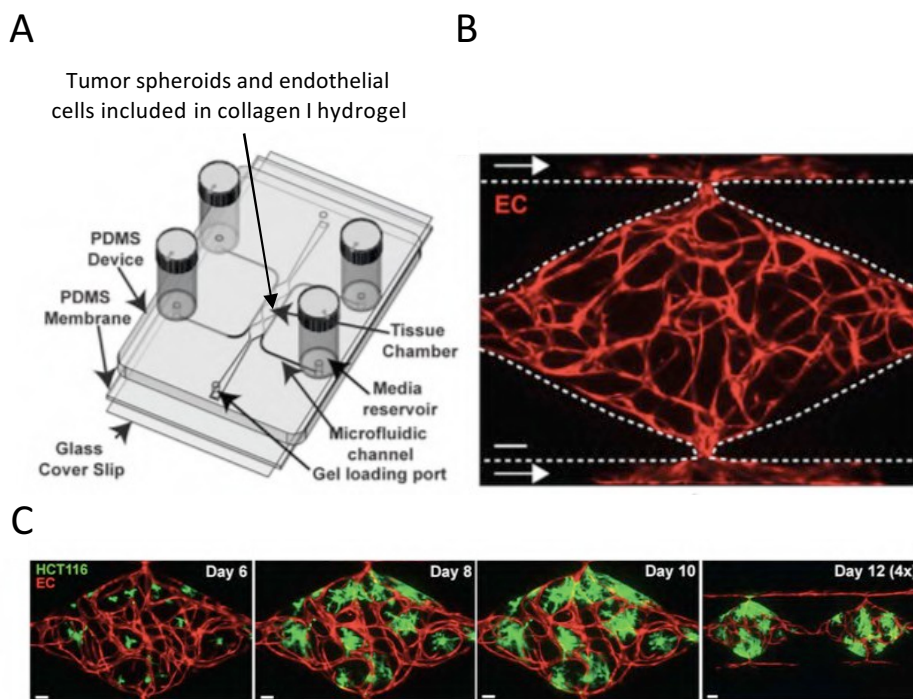 A
B
Tumor spheroids and endothelial
cells included in collagen I hydrogel
PDMS
Device
PDMS
Membrane
Glass
Cover Slip
Tissue
Chamber
Media
reservoir
Microfluidic
channel
Gel loading port
EC
C
HCT116
EC
Day 6
Day 8
Day 10
Day 12 (4x)